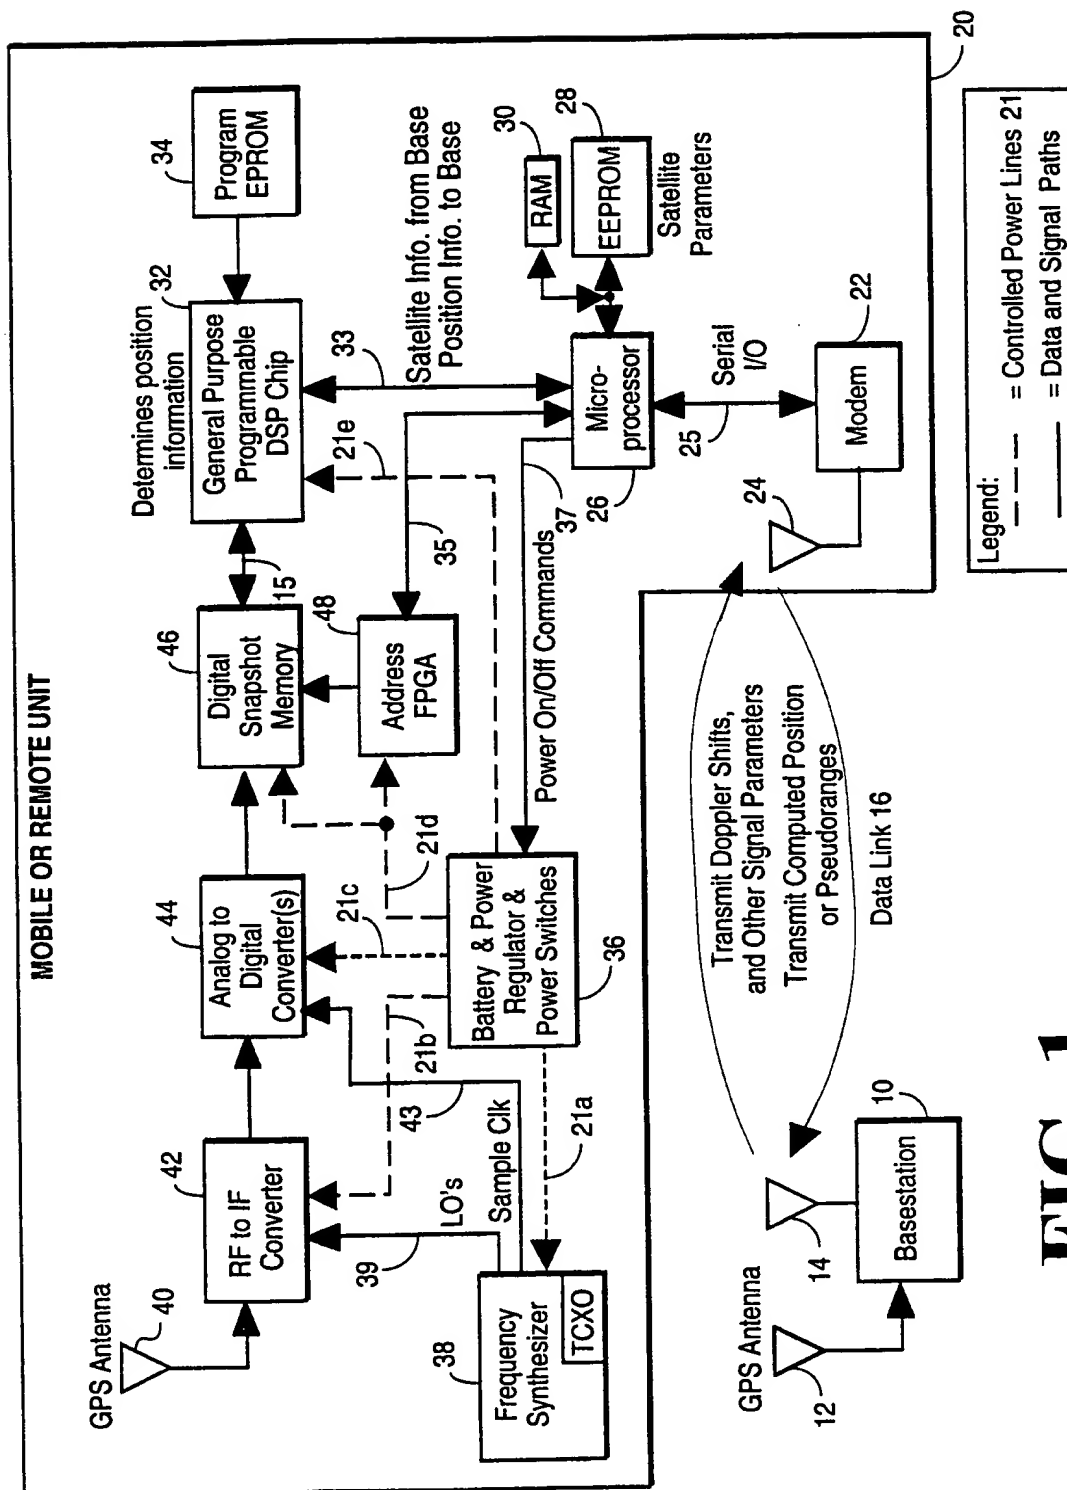 MOBILE OR REMOTE UNIT
GPS Antenna
40
42
RF to IF
Converter
44
Analog to
Digital
Converter(s)
46
Digital
Snapshot
Memory
15
Determines position
information
32
General Purpose
Programmable
DSP Chip
34
Program
EPROM
39
LO's
Sample Clk
43
21b
21c
21d
48
Address
FPGA
35
21e
33
Satellite Info. from Base
Position Info. to Base
38
Frequency
Synthesizer
TCXO
21a
Battery & Power
Regulator &
Power Switches
36
Power On/Off Commands
37
26
Micro-
processor
30
RAM
28
EEPROM
Satellite
Parameters
25
Serial
I/O
24
22
Modem
20
GPS Antenna
12
14
10
Basestation
Transmit Doppler Shifts,
and Other Signal Parameters
Transmit Computed Position
or Pseudoranges
Data Link 16
Legend:
= Controlled Power Lines 21
= Data and Signal Paths
FIG 1